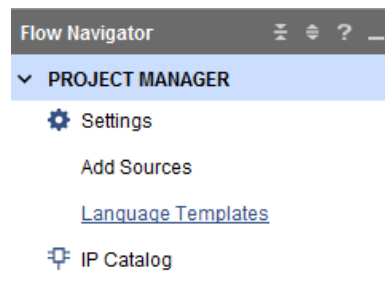 Flow Navigator ?
PROJECT MANAGER
Settings
Add Sources
Language Templates
IP Catalog